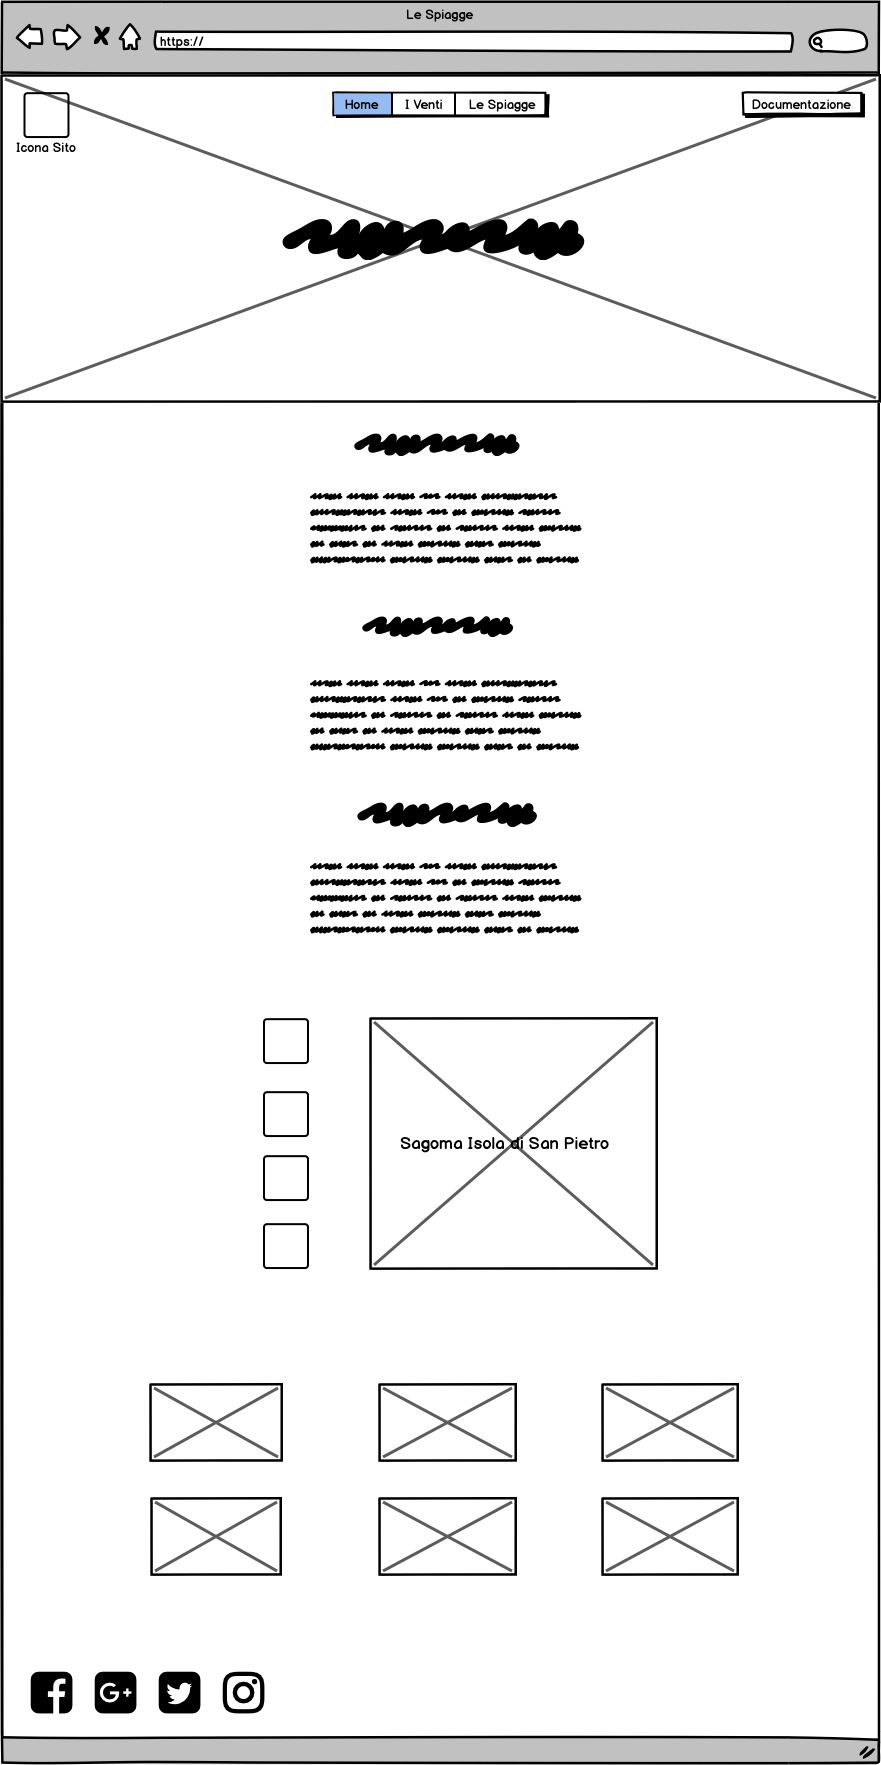 Le Spiagge
https://
Home I Venti Le Spiagge
Documentazione
Icona Sito
Sagoma Isola di San Pietro